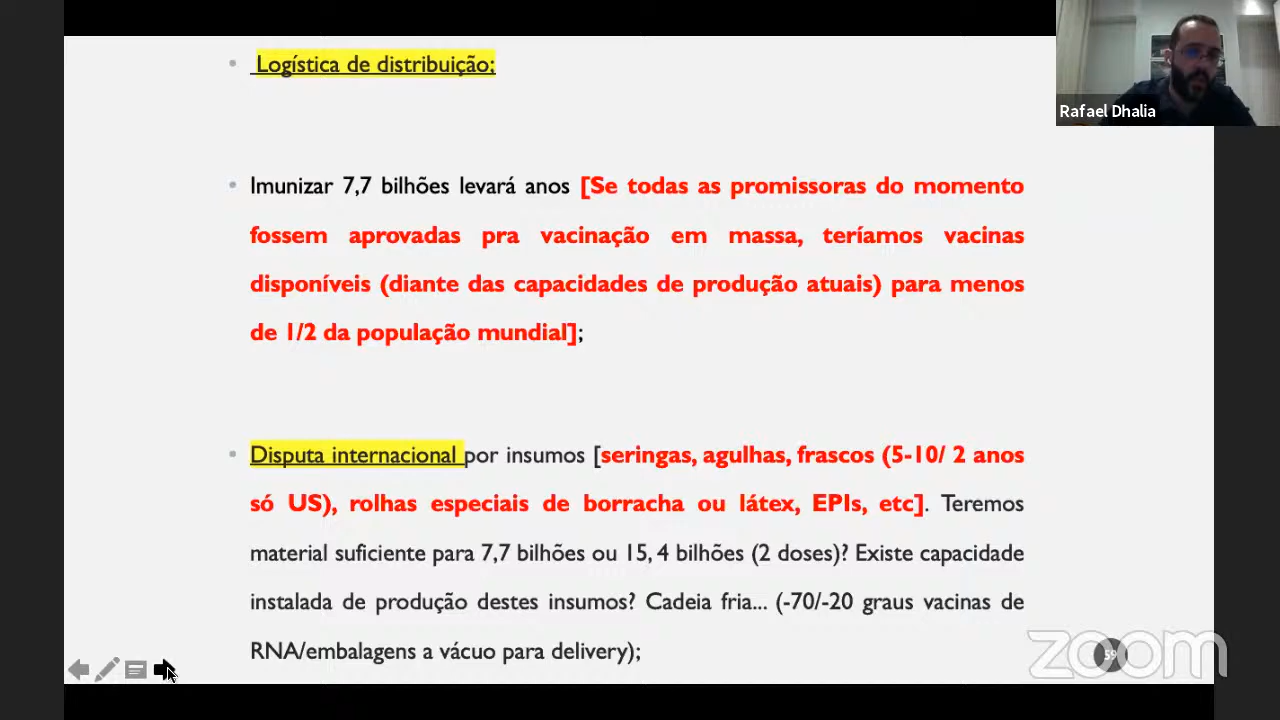 Logística de distribuição;
Rafael Dhalia
Imunizar 7,7 bilhões levará anos [Se todas as promissoras do momento
fossem aprovadas pra vacinação em massa, teríamos vacinas
disponíveis (diante das capacidades de produção atuais) para menos
de 1/2 da população mundial];
Disputa internacional por insumos [seringas, agulhas, frascos (5-10/ 2 anos
só US), rolhas especiais de borracha ou látex, EPIs, etc]. Teremos
material suficiente para 7,7 bilhões ou 15, 4 bilhões (2 doses)? Existe capacidade
instalada de produção destes insumos? Cadeia fria... (-70/-20 graus vacinas de
RNA/embalagens a vácuo para delivery);
zoom
59